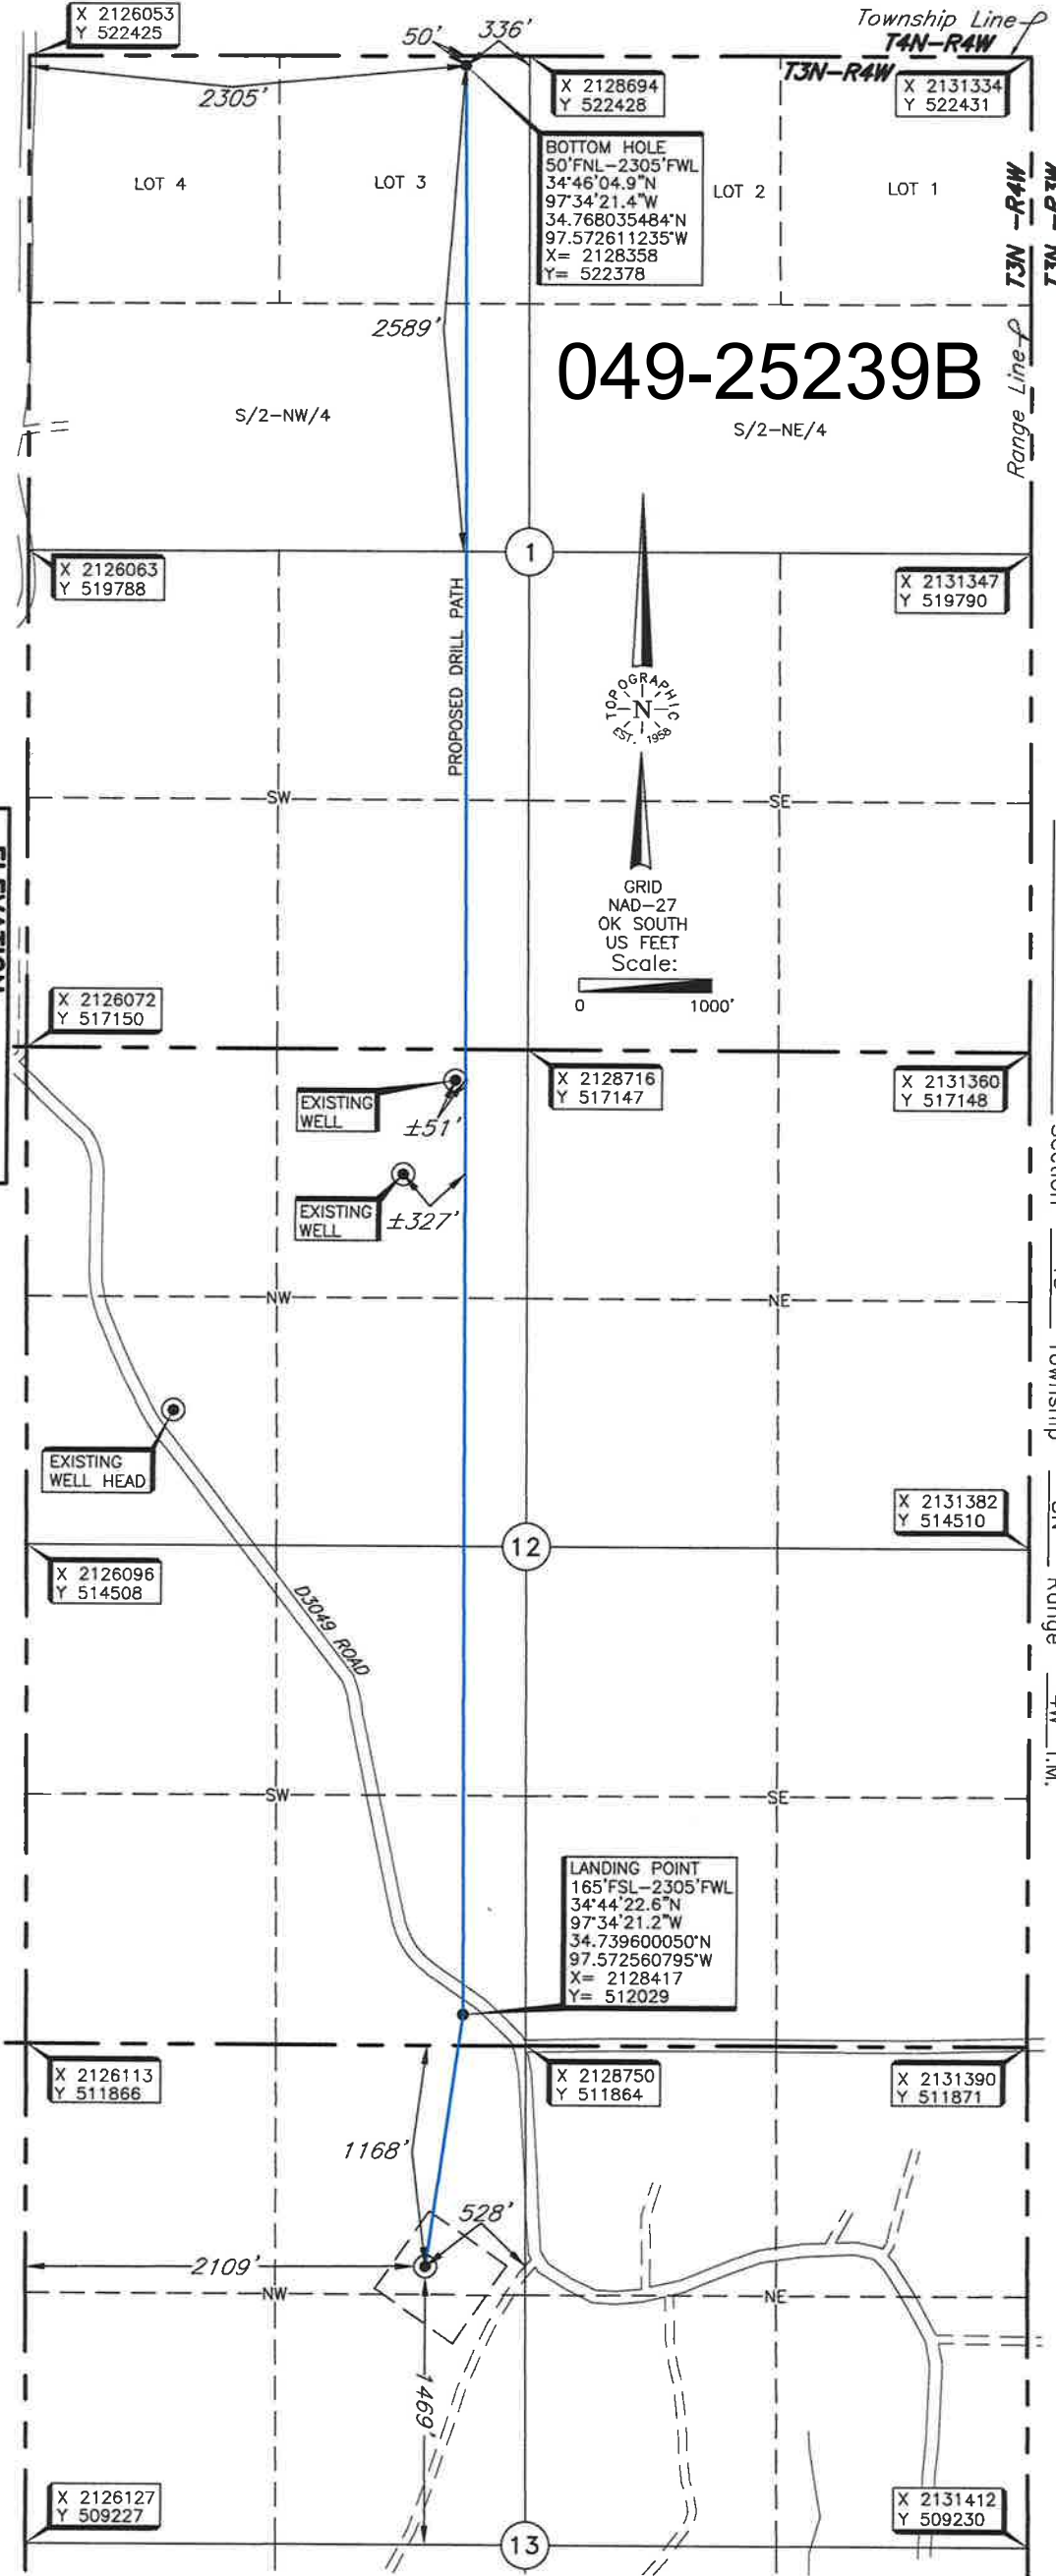 X 2126053
Y 522425
50'
336'
Township Line
T4N-R4W
T3N-R4W
2305'
X 2128694
Y 522428
X 2131334
Y 522431
BOTTOM HOLE
50'FNL-2305'FWL
34°46'04.9"N
97°34'21.4"W
34.768035484°N
97.572611235°W
X= 2128358
Y= 522378
LOT 4
LOT 3
LOT 2
LOT 1
T3N -R4W
T3N -R3W
Range Line
2589'
049-25239B
S/2-NW/4
S/2-NE/4
1
X 2126063
Y 519788
X 2131347
Y 519790
PROPOSED DRILL PATH
TOPOGRAPHIC
N
EST. 1958
SW
SE
GRID
NAD-27
OK SOUTH
US FEET
Scale:
0
1000'
X 2126072
Y 517150
X 2128716
Y 517147
X 2131360
Y 517148
EXISTING
WELL
±51'
EXISTING
WELL
±327'
NW
NE
EXISTING
WELL HEAD
X 2131382
Y 514510
12
X 2126096
Y 514508
D3049 ROAD
SW
SE
LANDING POINT
165'FSL-2305'FWL
34°44'22.6"N
97°34'21.2"W
34.739600050°N
97.572560795°W
X= 2128417
Y= 512029
X 2126113
Y 511866
X 2128750
Y 511864
X 2131390
Y 511871
1168'
528'
2109'
NW
NE
1469'
X 2126127
Y 509227
X 2131412
Y 509230
13